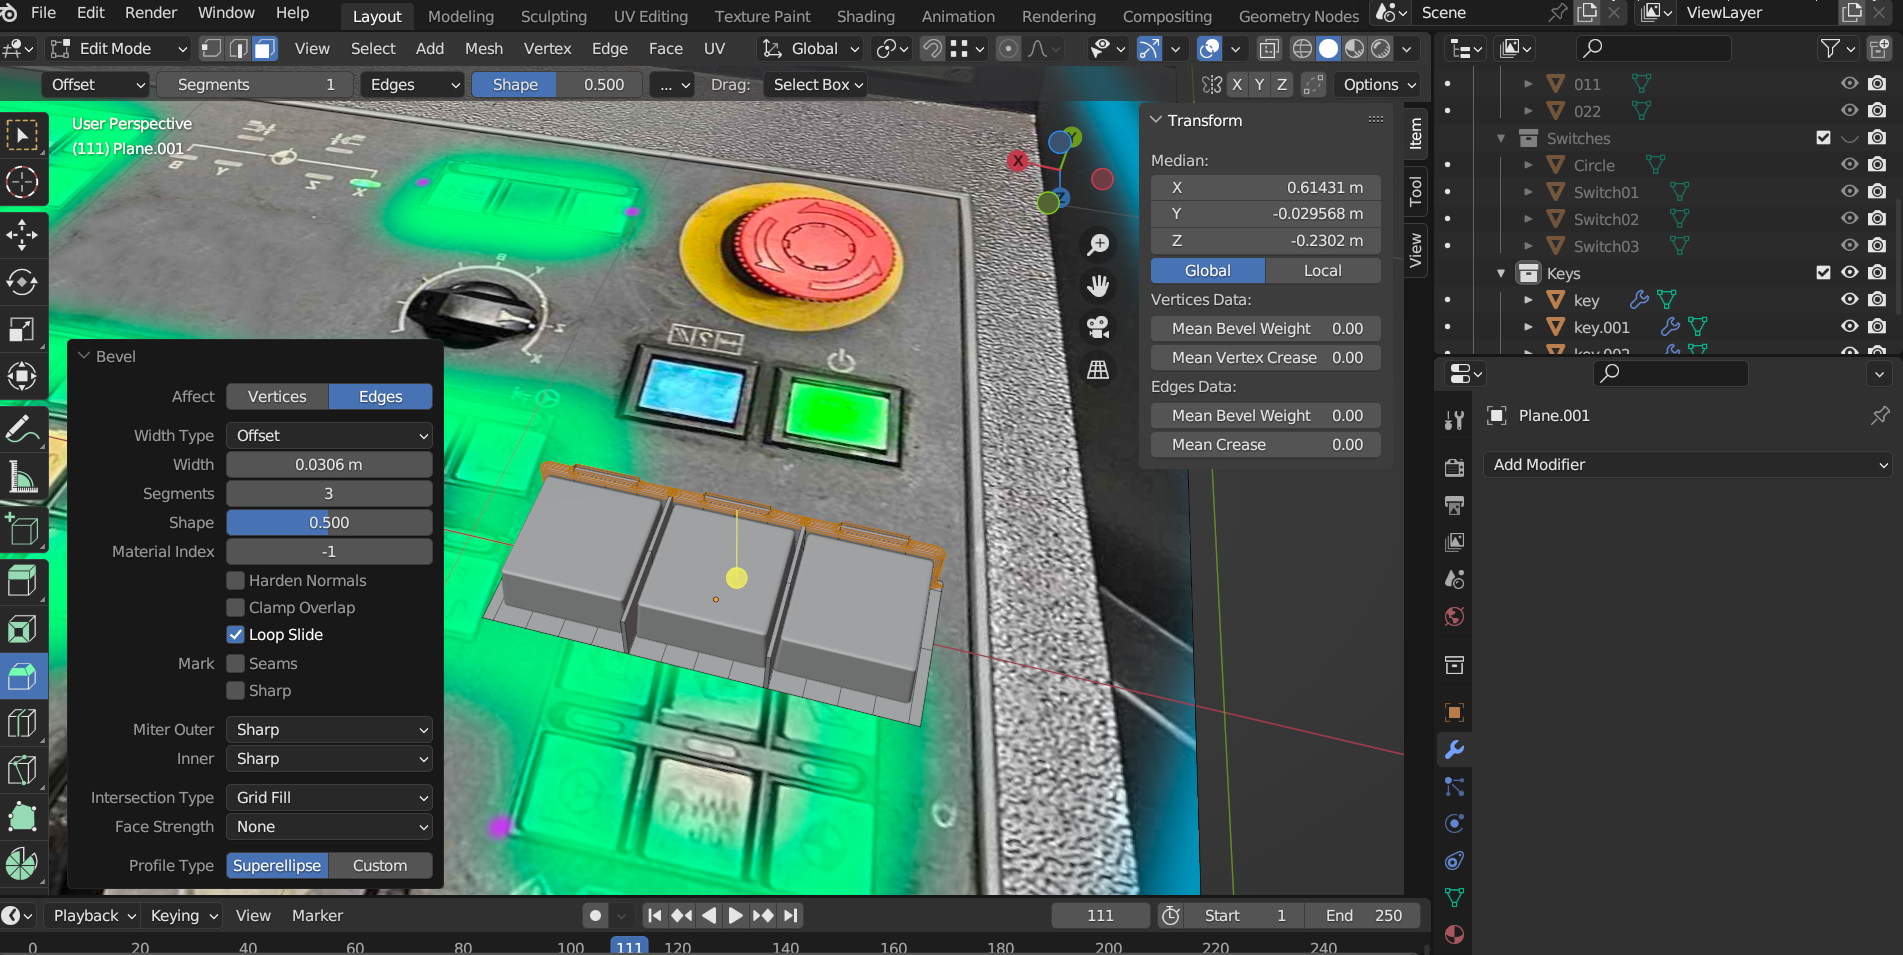 File Edit Render Window Help Layout Modeling Sculpting UV Editing Texture Paint Shading Animation Rendering Compositing Geometry Nodes Scene ViewLayer
Edit Mode View Select Add Mesh Vertex Edge Face UV Global
Offset Segments 1 Edges Shape 0.500 ... Drag: Select Box X Y Z Options
User Perspective
(111) Plane.001
X
Y
Z
Transform
Median:
X 0.61431 m
Y -0.029568 m
Z -0.2302 m
Global Local
Vertices Data:
Mean Bevel Weight 0.00
Mean Vertex Crease 0.00
Edges Data:
Mean Bevel Weight 0.00
Mean Crease 0.00
Item
Tool
View
011
022
Switches
Circle
Switch01
Switch02
Switch03
Keys
key
key.001
key.002
Plane.001
Add Modifier
Bevel
Affect Vertices Edges
Width Type Offset
Width 0.0306 m
Segments 3
Shape 0.500
Material Index -1
Harden Normals
Clamp Overlap
Loop Slide
Mark Seams
Sharp
Miter Outer Sharp
Inner Sharp
Intersection Type Grid Fill
Face Strength None
Profile Type Superellipse Custom
Playback Keying View Marker 111 Start 1 End 250
0 20 40 60 80 100 111 120 140 160 180 200 220 240